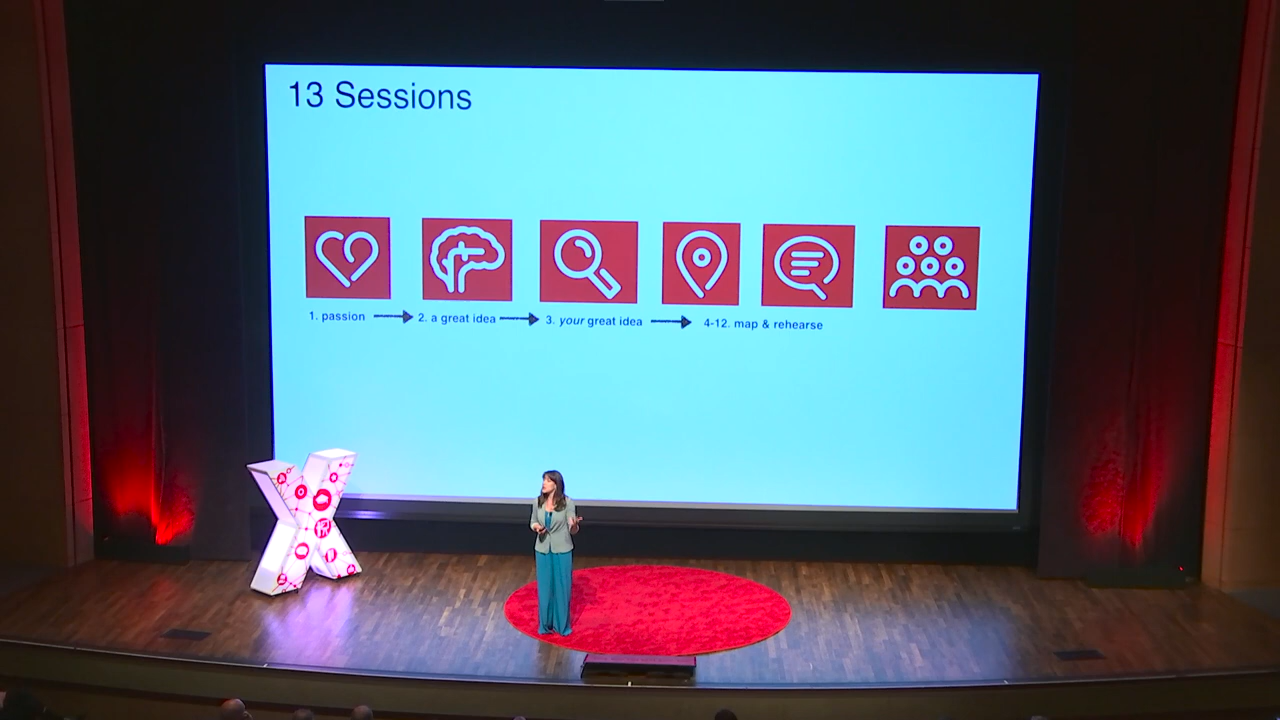 13 Sessions
1. passion
2. a great idea
3. your great idea
4-12. map & rehearse
X